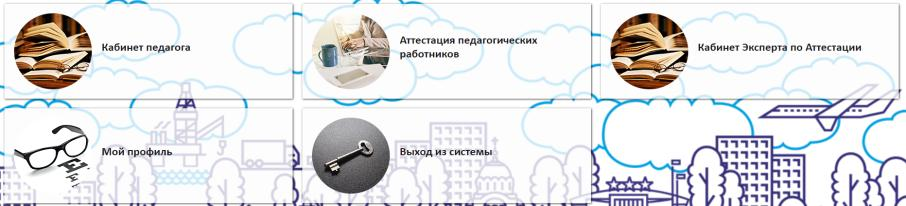 Кабинет педагога
Аттестация педагогических
работников
Кабинет Эксперта по Аттестации
Мой профиль
Выход из системы